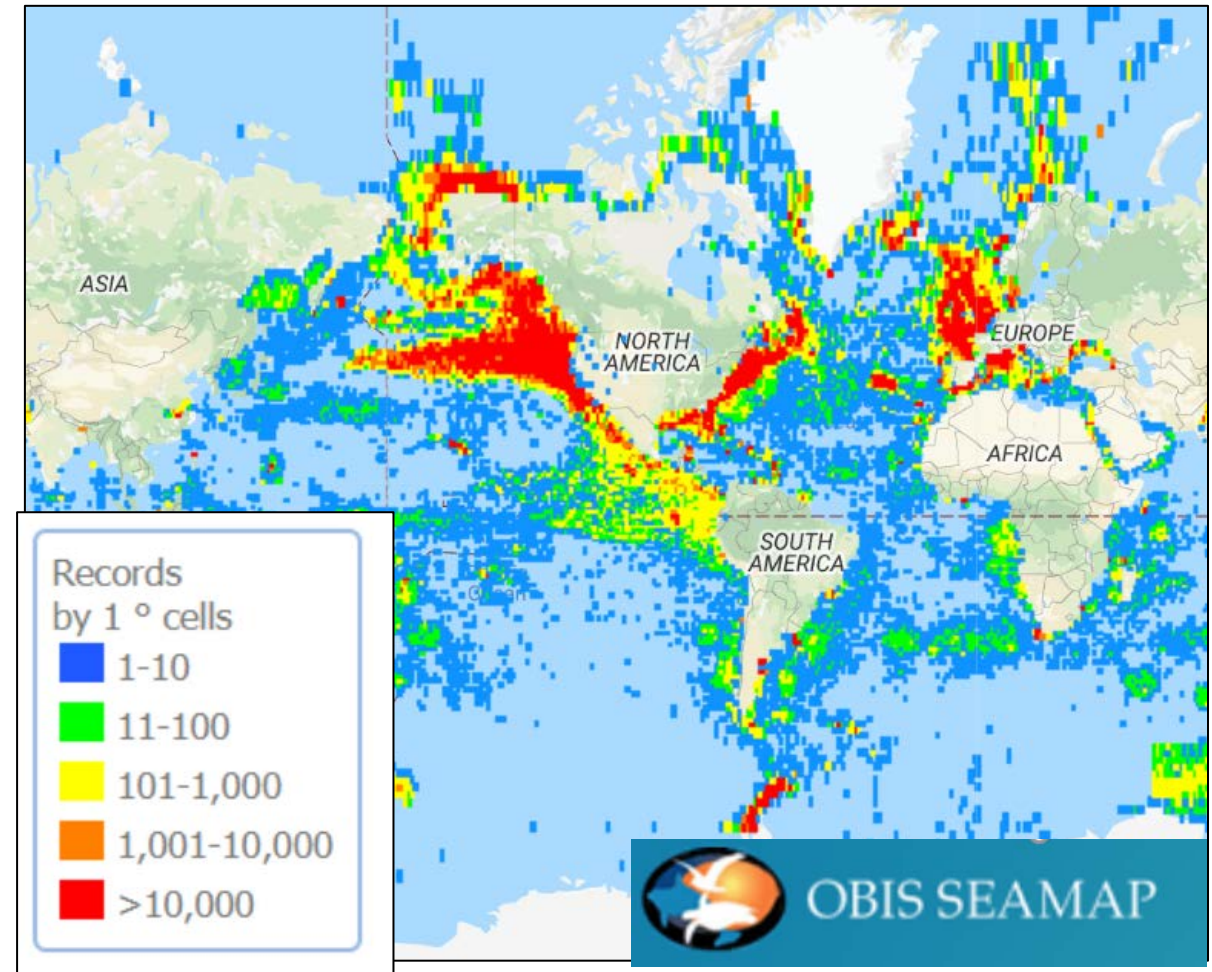 ASIA
NORTH
AMERICA
EUROPE
AFRICA
SOUTH
AMERICA
Records
by 1 ° cells
1-10
11-100
101-1,000
1,001-10,000
>10,000
OBIS SEAMAP